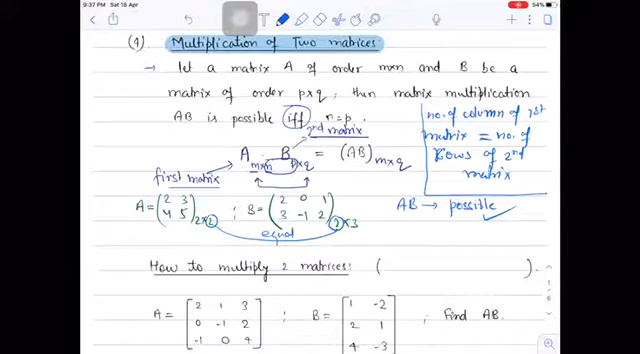 9:37 PM Sat 18 Apr
54%
(1) Multiplication of Two matrices
→ let a matrix A of order m×n and B be a
matrix of order p×q, then matrix multiplication
AB is possible iff n=p.
2nd matrix
A m×n B p×q = (AB) m×q
first matrix
no. of column of 1st
matrix = no. of
Rows of 2nd
matrix
A = (2 3
4 5) 2×2 ; B = (2 0 1
3 -1 2) 2×3
AB → possible
equal
How to multiply 2 matrices: ( ).
A = [2 1 3
0 -1 2
-1 0 4] ; B = [1 -2
2 1
4 -3] ; find AB.